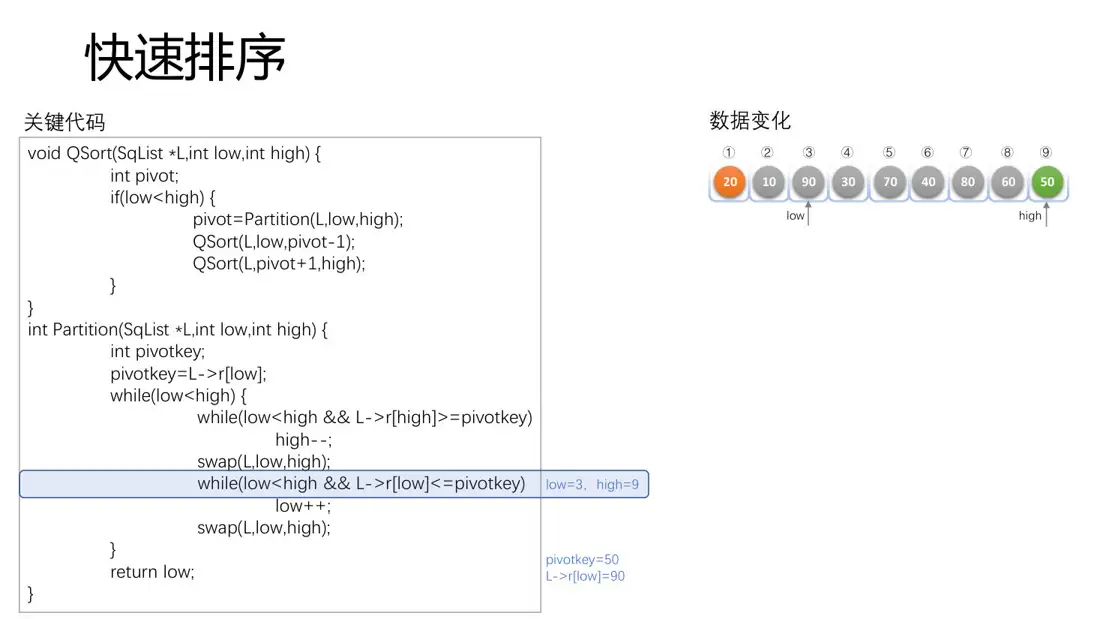 快速排序
关键代码
void QSort(SqList *L,int low,int high) {
int pivot;
if(low<high) {
pivot=Partition(L,low,high);
QSort(L,low,pivot-1);
QSort(L,pivot+1,high);
}
}
int Partition(SqList *L,int low,int high) {
int pivotkey;
pivotkey=L->r[low];
while(low<high) {
while(low<high && L->r[high]>=pivotkey)
high--;
swap(L,low,high);
while(low<high && L->r[low]<=pivotkey) low=3，high=9
low++;
swap(L,low,high);
}
return low;
}
pivotkey=50
L->r[low]=90
数据变化
① ② ③ ④ ⑤ ⑥ ⑦ ⑧ ⑨
20 10 90 30 70 40 80 60 50
low high